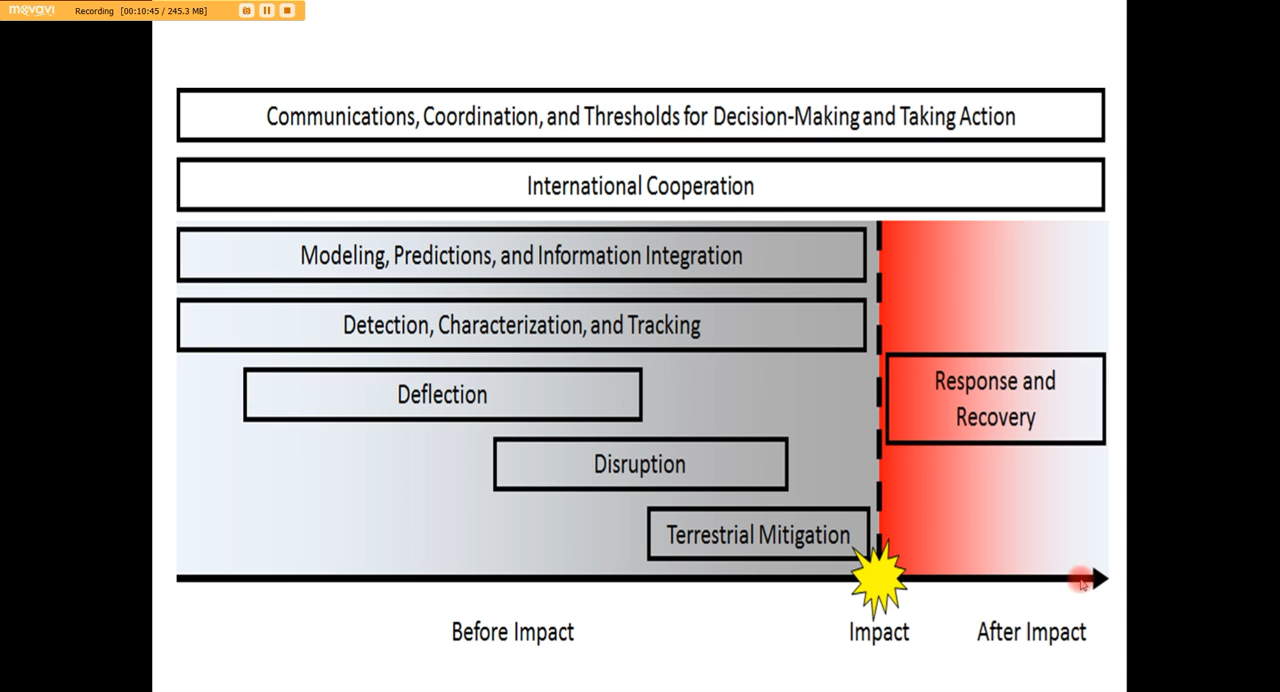 movavi
Recording [00:10:45 / 245.3 MB]
Communications, Coordination, and Thresholds for Decision-Making and Taking Action
International Cooperation
Modeling, Predictions, and Information Integration
Detection, Characterization, and Tracking
Deflection
Response and
Recovery
Disruption
Terrestrial Mitigation
Before Impact
Impact
After Impact